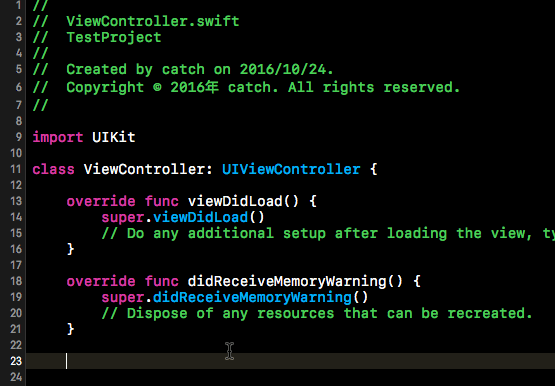 1 //
2 //  ViewController.swift
3 //  TestProject
4 //
5 //  Created by catch on 2016/10/24.
6 //  Copyright © 2016年 catch. All rights reserved.
7 //
8
9 import UIKit
10
11 class ViewController: UIViewController {
12
13     override func viewDidLoad() {
14         super.viewDidLoad()
15         // Do any additional setup after loading the view, ty
16     }
17
18     override func didReceiveMemoryWarning() {
19         super.didReceiveMemoryWarning()
20         // Dispose of any resources that can be recreated.
21     }
22
23
24